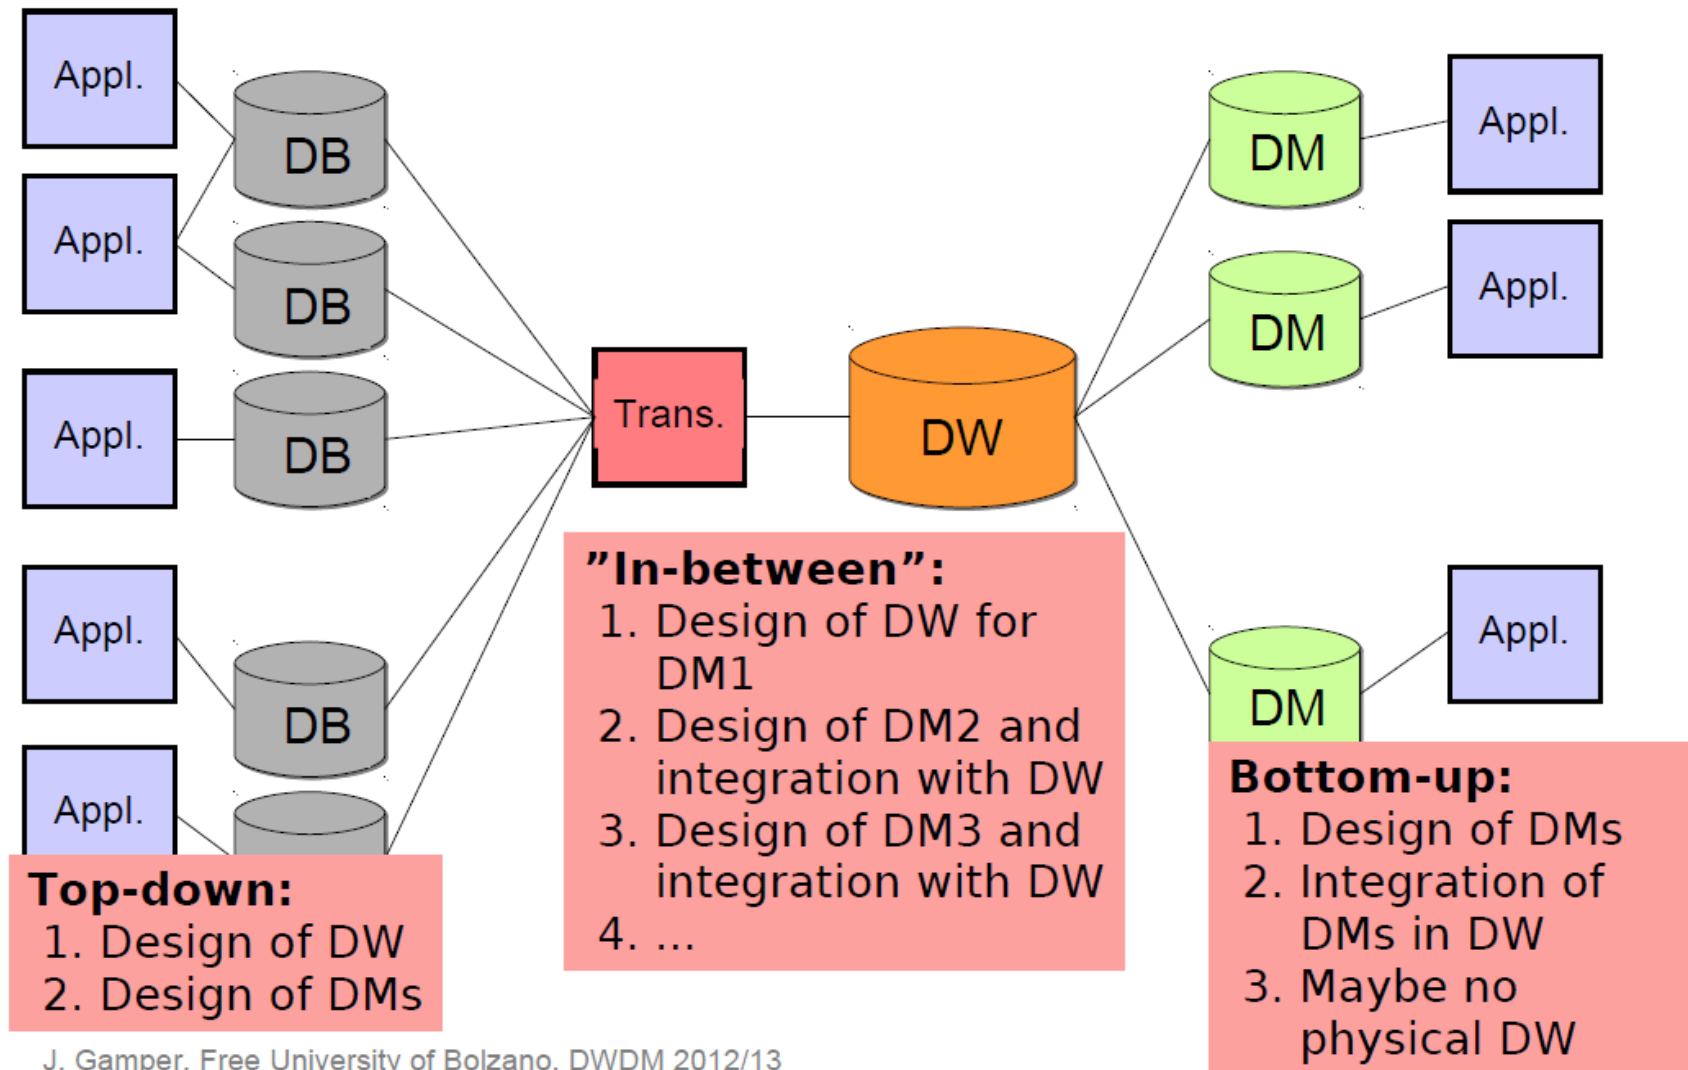 Appl.
DB
DM
Appl.
Appl.
DB
DM
Appl.
Trans.
DW
Appl.
DB
”In-between”:
1. Design of DW for
DM1
2. Design of DM2 and
integration with DW
3. Design of DM3 and
integration with DW
4. ...
Appl.
DB
DM
Appl.
Appl.
Top-down:
1. Design of DW
2. Design of DMs
Bottom-up:
1. Design of DMs
2. Integration of
DMs in DW
3. Maybe no
physical DW
J. Gamper, Free University of Bolzano, DWDM 2012/13